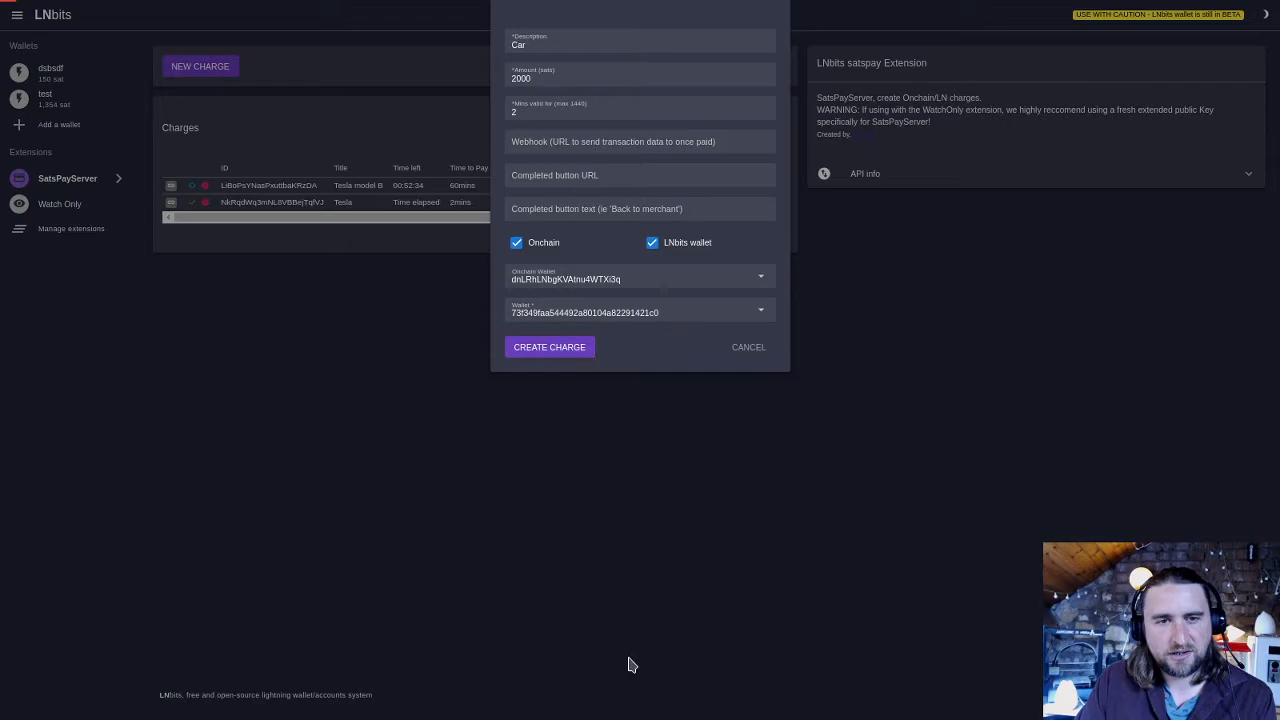 LNbits
USE WITH CAUTION - LNbits wallet is still in BETA
Wallets
dsbsdf
150 sat
test
1,354 sat
Add a wallet
Extensions
SatsPayServer
Watch Only
Manage extensions
NEW CHARGE
Charges
ID Title Time left Time to Pay
LiBoPsYNasPxuttbaKRzDA Tesla model B 00:52:34 60mins
NkRqdWq3mNL8VBBejTqfVJ Tesla Time elapsed 2mins
*Description
Car
*Amount (sats)
2000
*Mins valid for (max 1440)
2
Webhook (URL to send transaction data to once paid)
Completed button URL
Completed button text (ie 'Back to merchant')
Onchain LNbits wallet
Onchain Wallet
dnLRhLNbgKVAtnu4WTXi3q
Wallet *
73f349faa544492a80104a82291421c0
CREATE CHARGE CANCEL
LNbits satspay Extension
SatsPayServer, create Onchain/LN charges.
WARNING: If using with the WatchOnly extension, we highly reccomend using a fresh extended public Key
specifically for SatsPayServer!
Created by,
API info
LNbits, free and open-source lightning wallet/accounts system